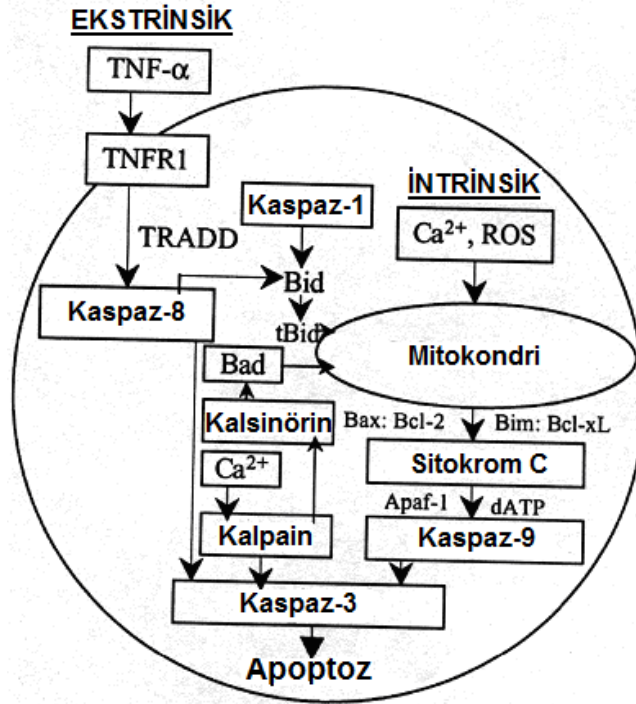 EKSTRİNSİK
TNF-α
TNFR1
TRADD
Kaspaz-8
Kaspaz-1
Bid
tBid
İNTRİNSİK
Ca²⁺, ROS
Mitokondri
Bad
Kalsinörin
Ca²⁺
Kalpain
Bax: Bcl-2 Bim: Bcl-xL
Sitokrom C
Apaf-1 dATP
Kaspaz-9
Kaspaz-3
Apoptoz